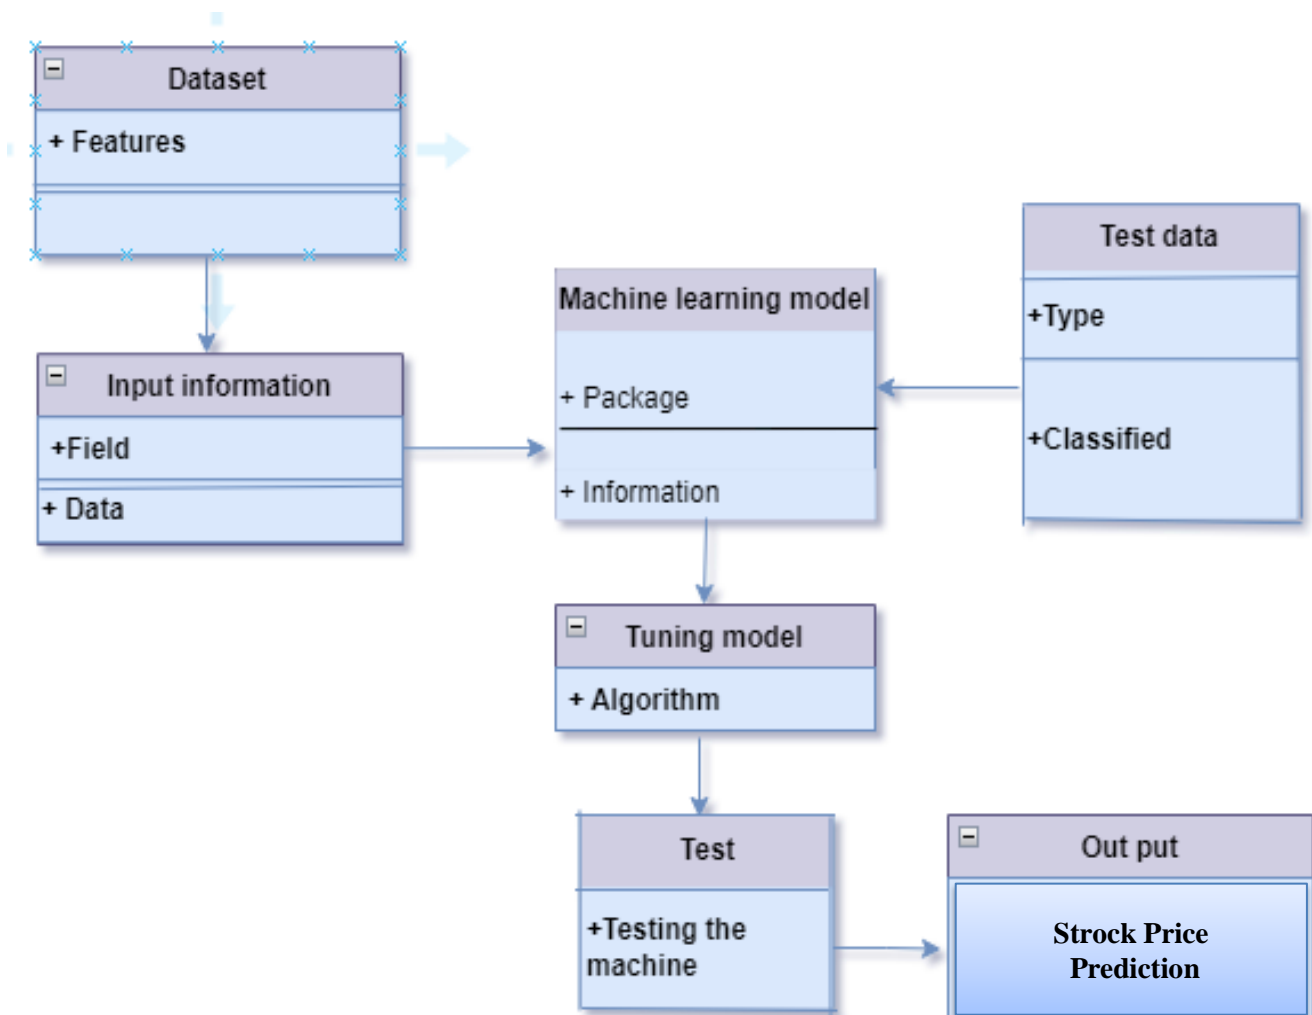 Dataset
+ Features
Input information
+Field
+ Data
Machine learning model
+ Package
+ Information
Test data
+Type
+Classified
Tuning model
+ Algorithm
Test
+Testing the
machine
Out put
Strock Price
Prediction